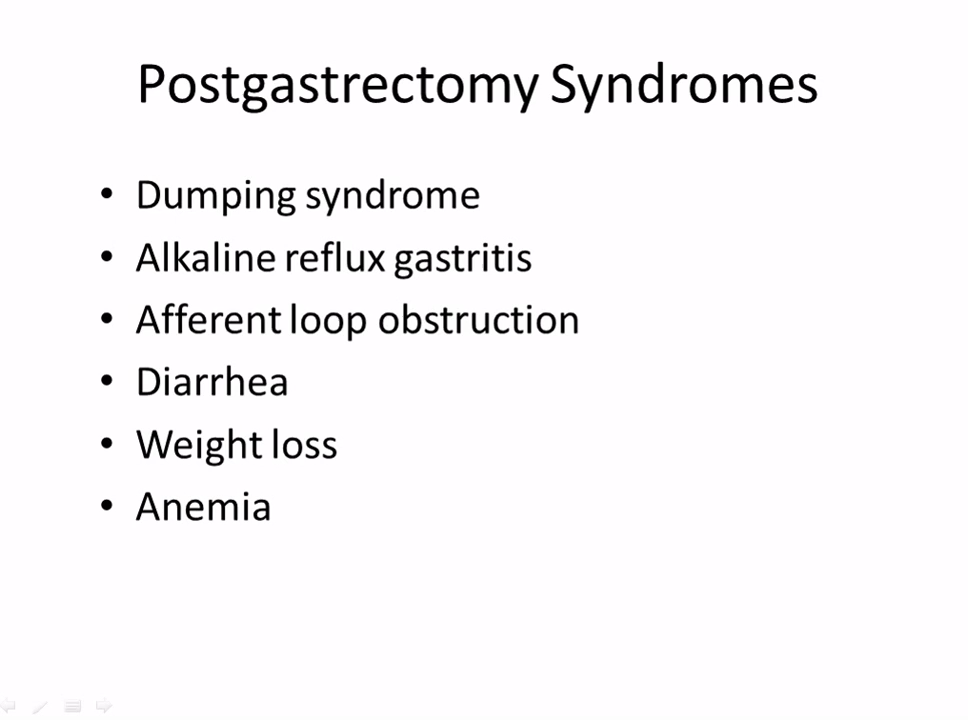 Postgastrectomy Syndromes
• Dumping syndrome
• Alkaline reflux gastritis
• Afferent loop obstruction
• Diarrhea
• Weight loss
• Anemia